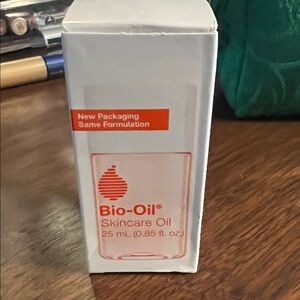 New Packaging
Same Formulation
Bio-Oil®
Skincare Oil
25 mL (0.85 fl. oz.)